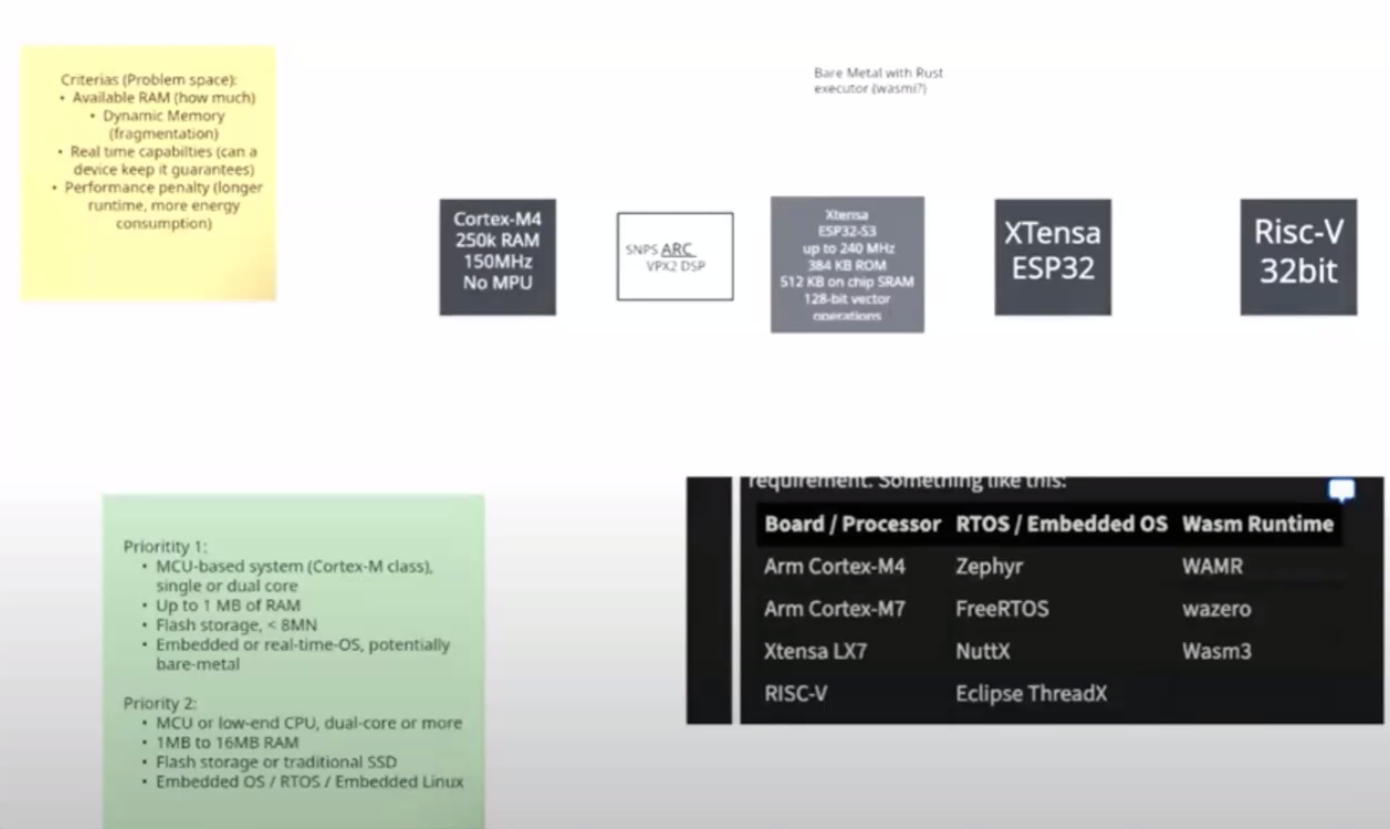 Criterias (Problem space):
• Available RAM (how much)
• Dynamic Memory
(fragmentation)
• Real time capabilties (can a
device keep it guarantees)
• Performance penalty (longer
runtime, more energy
consumption)
Bare Metal with Rust
executor (wasmi?)
Cortex-M4
250k RAM
150MHz
No MPU
SNPS ARC
VPX2 DSP
Xtensa
ESP32-S3
up to 240 MHz
384 KB ROM
512 KB on chip SRAM
128-bit vector
operations
XTensa
ESP32
Risc-V
32bit
Prioritity 1:
• MCU-based system (Cortex-M class),
single or dual core
• Up to 1 MB of RAM
• Flash storage, < 8MN
• Embedded or real-time-OS, potentially
bare-metal
Priority 2:
• MCU or low-end CPU, dual-core or more
• 1MB to 16MB RAM
• Flash storage or traditional SSD
• Embedded OS / RTOS / Embedded Linux
requirement. Something like this:
Board / Processor RTOS / Embedded OS Wasm Runtime
Arm Cortex-M4 Zephyr WAMR
Arm Cortex-M7 FreeRTOS wazero
Xtensa LX7 NuttX Wasm3
RISC-V Eclipse ThreadX